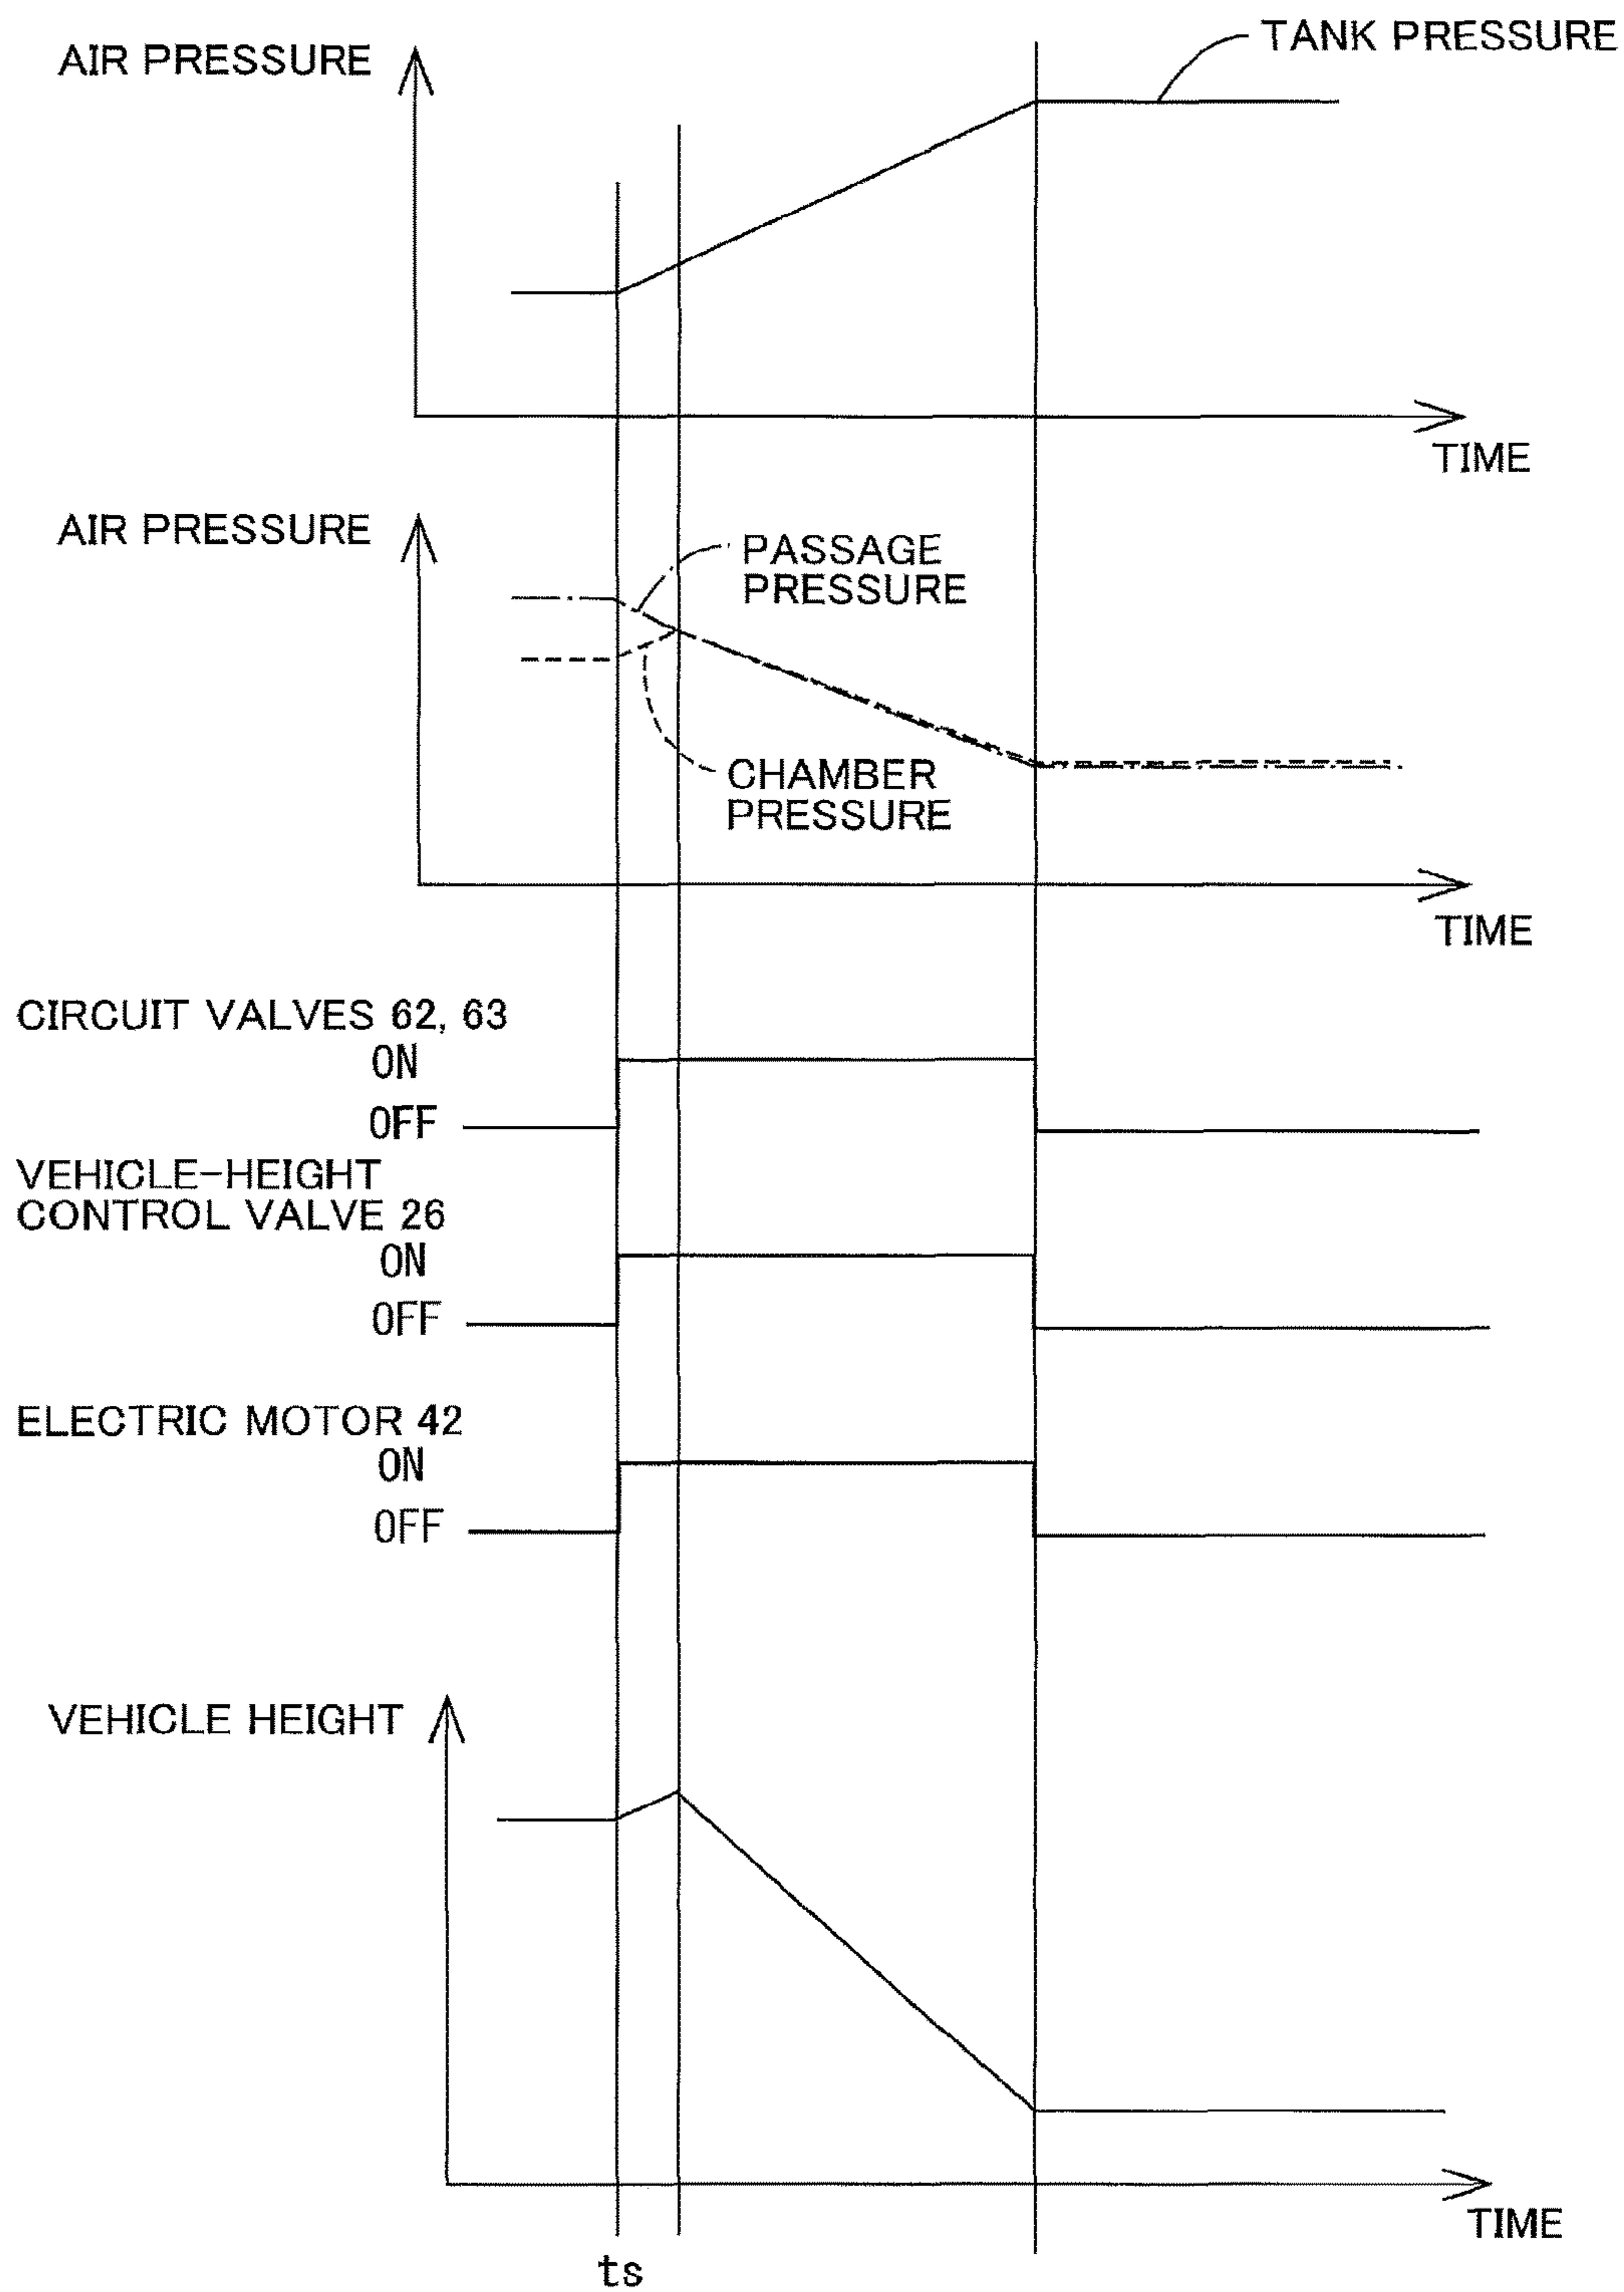 TANK PRESSURE
AIR PRESSURE
TIME
AIR PRESSURE
PASSAGE
PRESSURE
CHAMBER
PRESSURE
TIME
CIRCUIT VALVES 62, 63
ON
OFF
VEHICLE-HEIGHT
CONTROL VALVE 26
ON
OFF
ELECTRIC MOTOR 42
ON
OFF
VEHICLE HEIGHT
TIME
ts